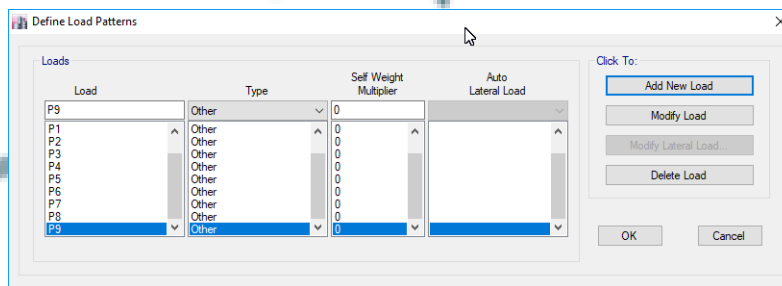 Define Load Patterns
Loads
Click To:
Load
Type
Self Weight
Multiplier
Auto
Lateral Load
P9
Other
0
P1 Other 0
P2 Other 0
P3 Other 0
P4 Other 0
P5 Other 0
P6 Other 0
P7 Other 0
P8 Other 0
P9 Other 0
Add New Load
Modify Load
Modify Lateral Load...
Delete Load
OK
Cancel